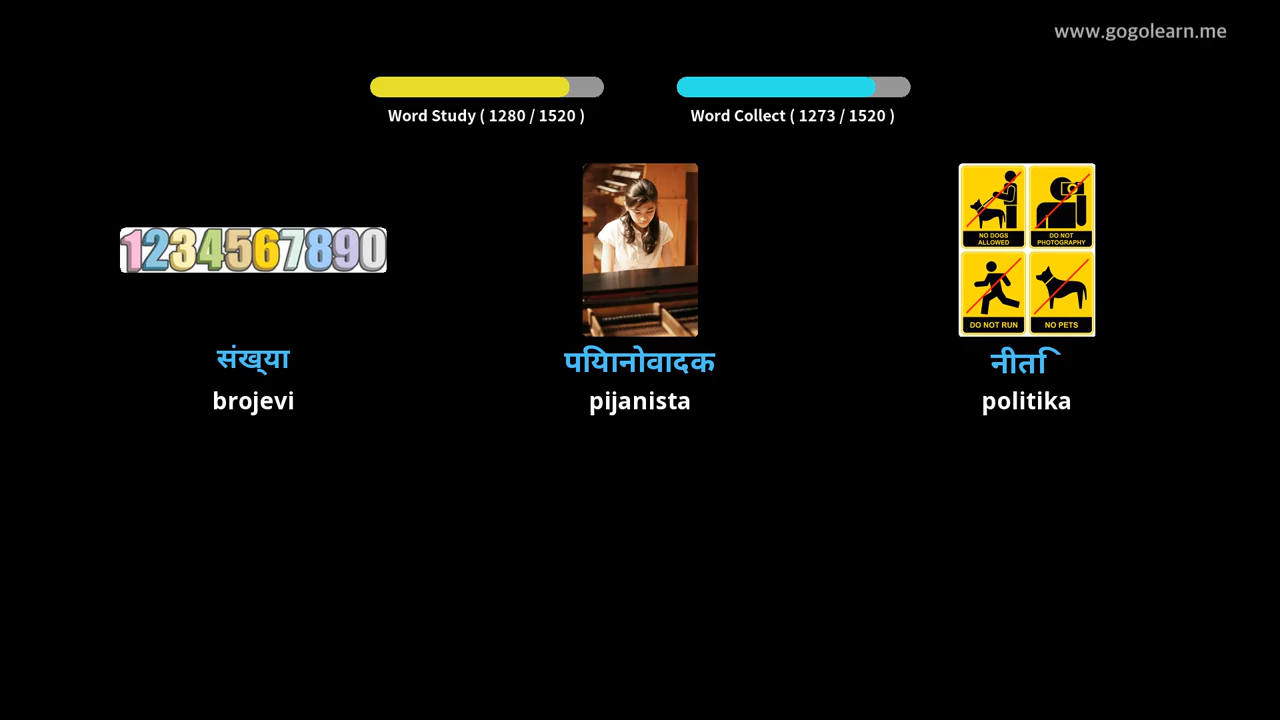 www.gogolearn.me
Word Study ( 1280 / 1520 )
Word Collect ( 1273 / 1520 )
1234567890
NO DOGS
ALLOWED
DO NOT
PHOTOGRAPHY
DO NOT RUN
NO PETS
संख्या
पियानोवादक
नीति
brojevi
pijanista
politika